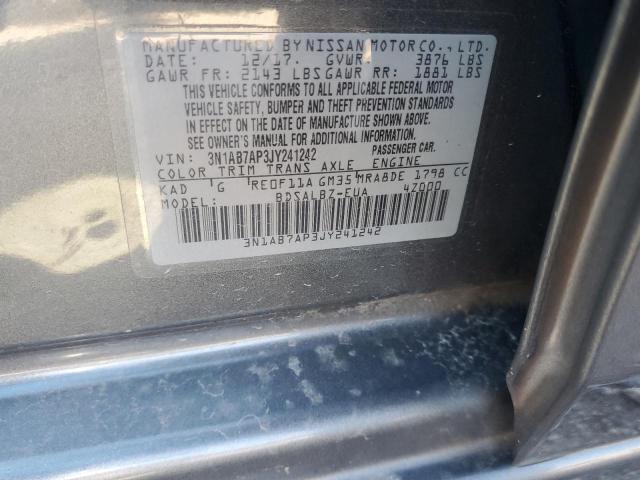 MANUFACTURED BY NISSAN MOTOR CO., LTD.
DATE: 12/17. GVWR: 3876 LBS
GAWR FR: 2143 LBS GAWR RR: 1881 LBS
THIS VEHICLE CONFORMS TO ALL APPLICABLE FEDERAL MOTOR
VEHICLE SAFETY, BUMPER AND THEFT PREVENTION STANDARDS
IN EFFECT ON THE DATE OF MANUFACTURE SHOWN ABOVE.
SEE OWNER'S MANUAL FOR ADDITIONAL INFORMATION.
VIN: 3N1AB7AP3JY241242 PASSENGER CAR.
COLOR TRIM TRANS AXLE ENGINE
KAD G RE0F11A GM35 MRA8DE 1798 CC
MODEL: BDSALBZ-EUA 4Z000
3N1AB7AP3JY241242